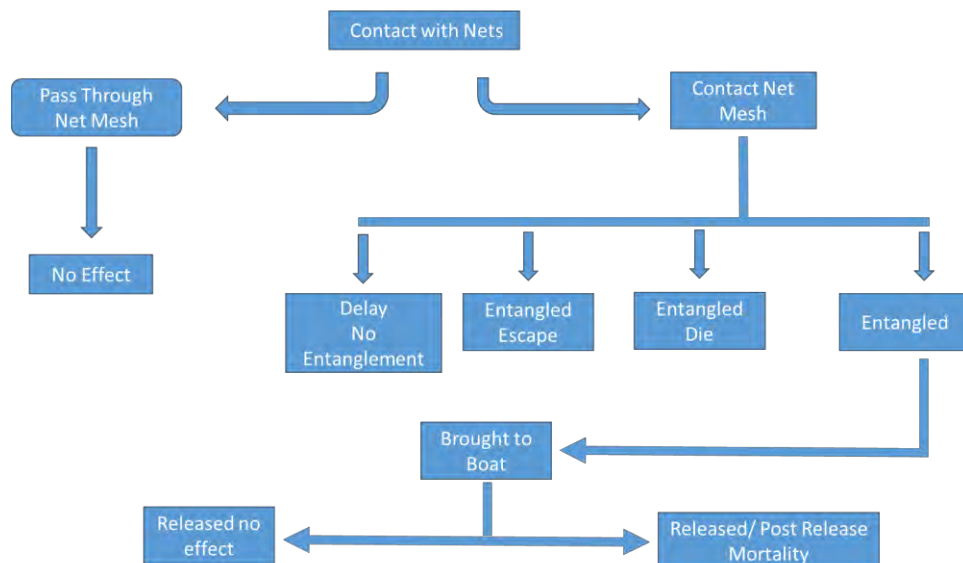 Contact with Nets
Pass Through
Net Mesh
Contact Net
Mesh
No Effect
Delay
No
Entanglement
Entangled
Escape
Entangled
Die
Entangled
Brought to
Boat
Released no
effect
Released/ Post Release
Mortality